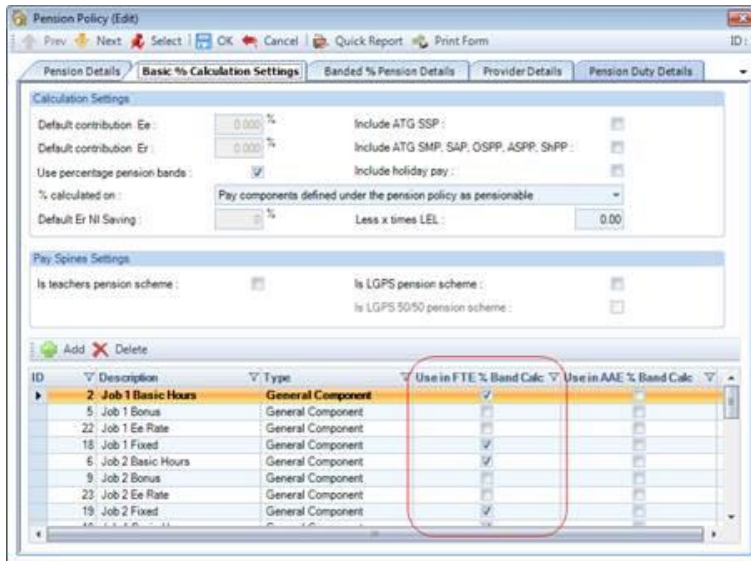 Pension Policy (Edit)
Prev Next Select OK Cancel Quick Report Print Form ID:
Pension Details Basic % Calculation Settings Banded % Pension Details Provider Details Pension Duty Details
Calculation Settings
Default contribution Ee : 0.000 % Include ATG SSP :
Default contribution Er : 0.000 % Include ATG SMP, SAP, OSPP, ASPP, ShPP :
Use percentage pension bands : Include holiday pay :
% calculated on : Pay components defined under the pension policy as pensionable
Default Er NI Saving : 0 % Less x times LEL : 0.00
Pay Spines Settings
Is teachers pension scheme : Is LGPS pension scheme :
Is LGPS 50/50 pension scheme :
Add Delete
ID Description Type Use in FTE % Band Calc Use in AAE % Band Calc
2 Job 1 Basic Hours General Component
5 Job 1 Bonus General Component
22 Job 1 Ee Rate General Component
18 Job 1 Fixed General Component
6 Job 2 Basic Hours General Component
9 Job 2 Bonus General Component
23 Job 2 Ee Rate General Component
19 Job 2 Fixed General Component